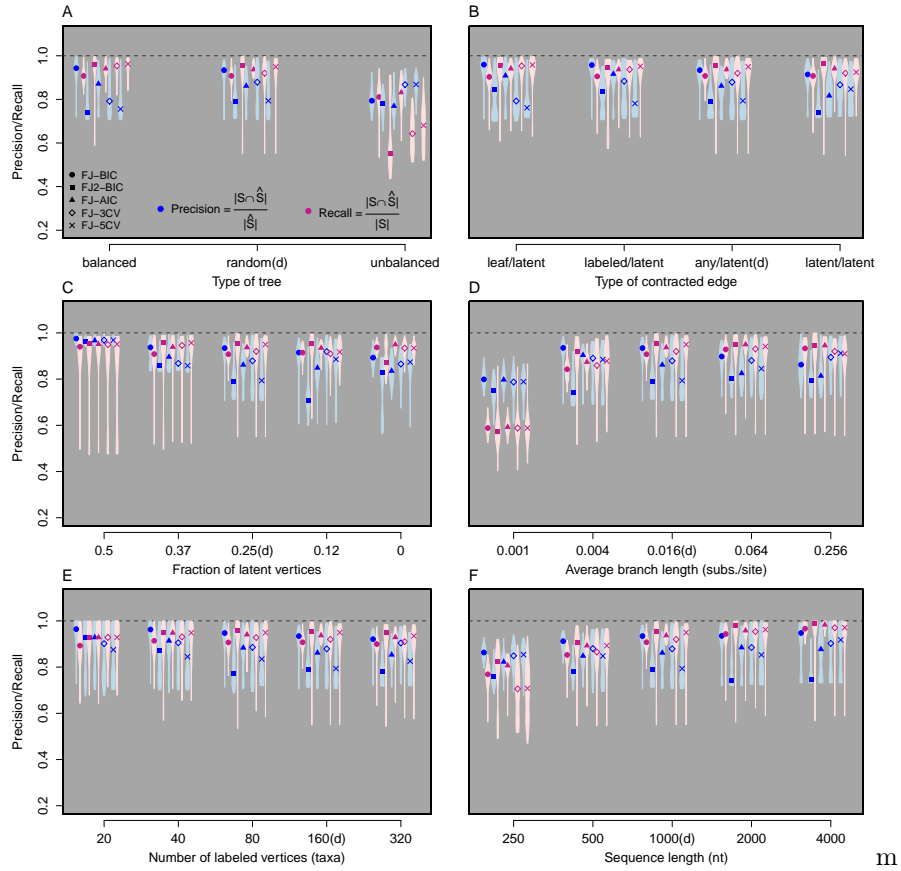 A
Precision/Recall
0.2 0.4 0.6 0.8 1.0
FJ−BIC
FJ2−BIC
FJ−AIC
FJ−3CV
FJ−5CV
Precision = |S∩Ŝ| / |Ŝ|
Recall = |S∩Ŝ| / |S|
balanced random(d) unbalanced
Type of tree
B
leaf/latent labeled/latent any/latent(d) latent/latent
Type of contracted edge
C
Precision/Recall
0.2 0.4 0.6 0.8 1.0
0.5 0.37 0.25(d) 0.12 0
Fraction of latent vertices
D
0.001 0.004 0.016(d) 0.064 0.256
Average branch length (subs./site)
E
Precision/Recall
0.2 0.4 0.6 0.8 1.0
20 40 80 160(d) 320
Number of labeled vertices (taxa)
F
250 500 1000(d) 2000 4000
Sequence length (nt)
m